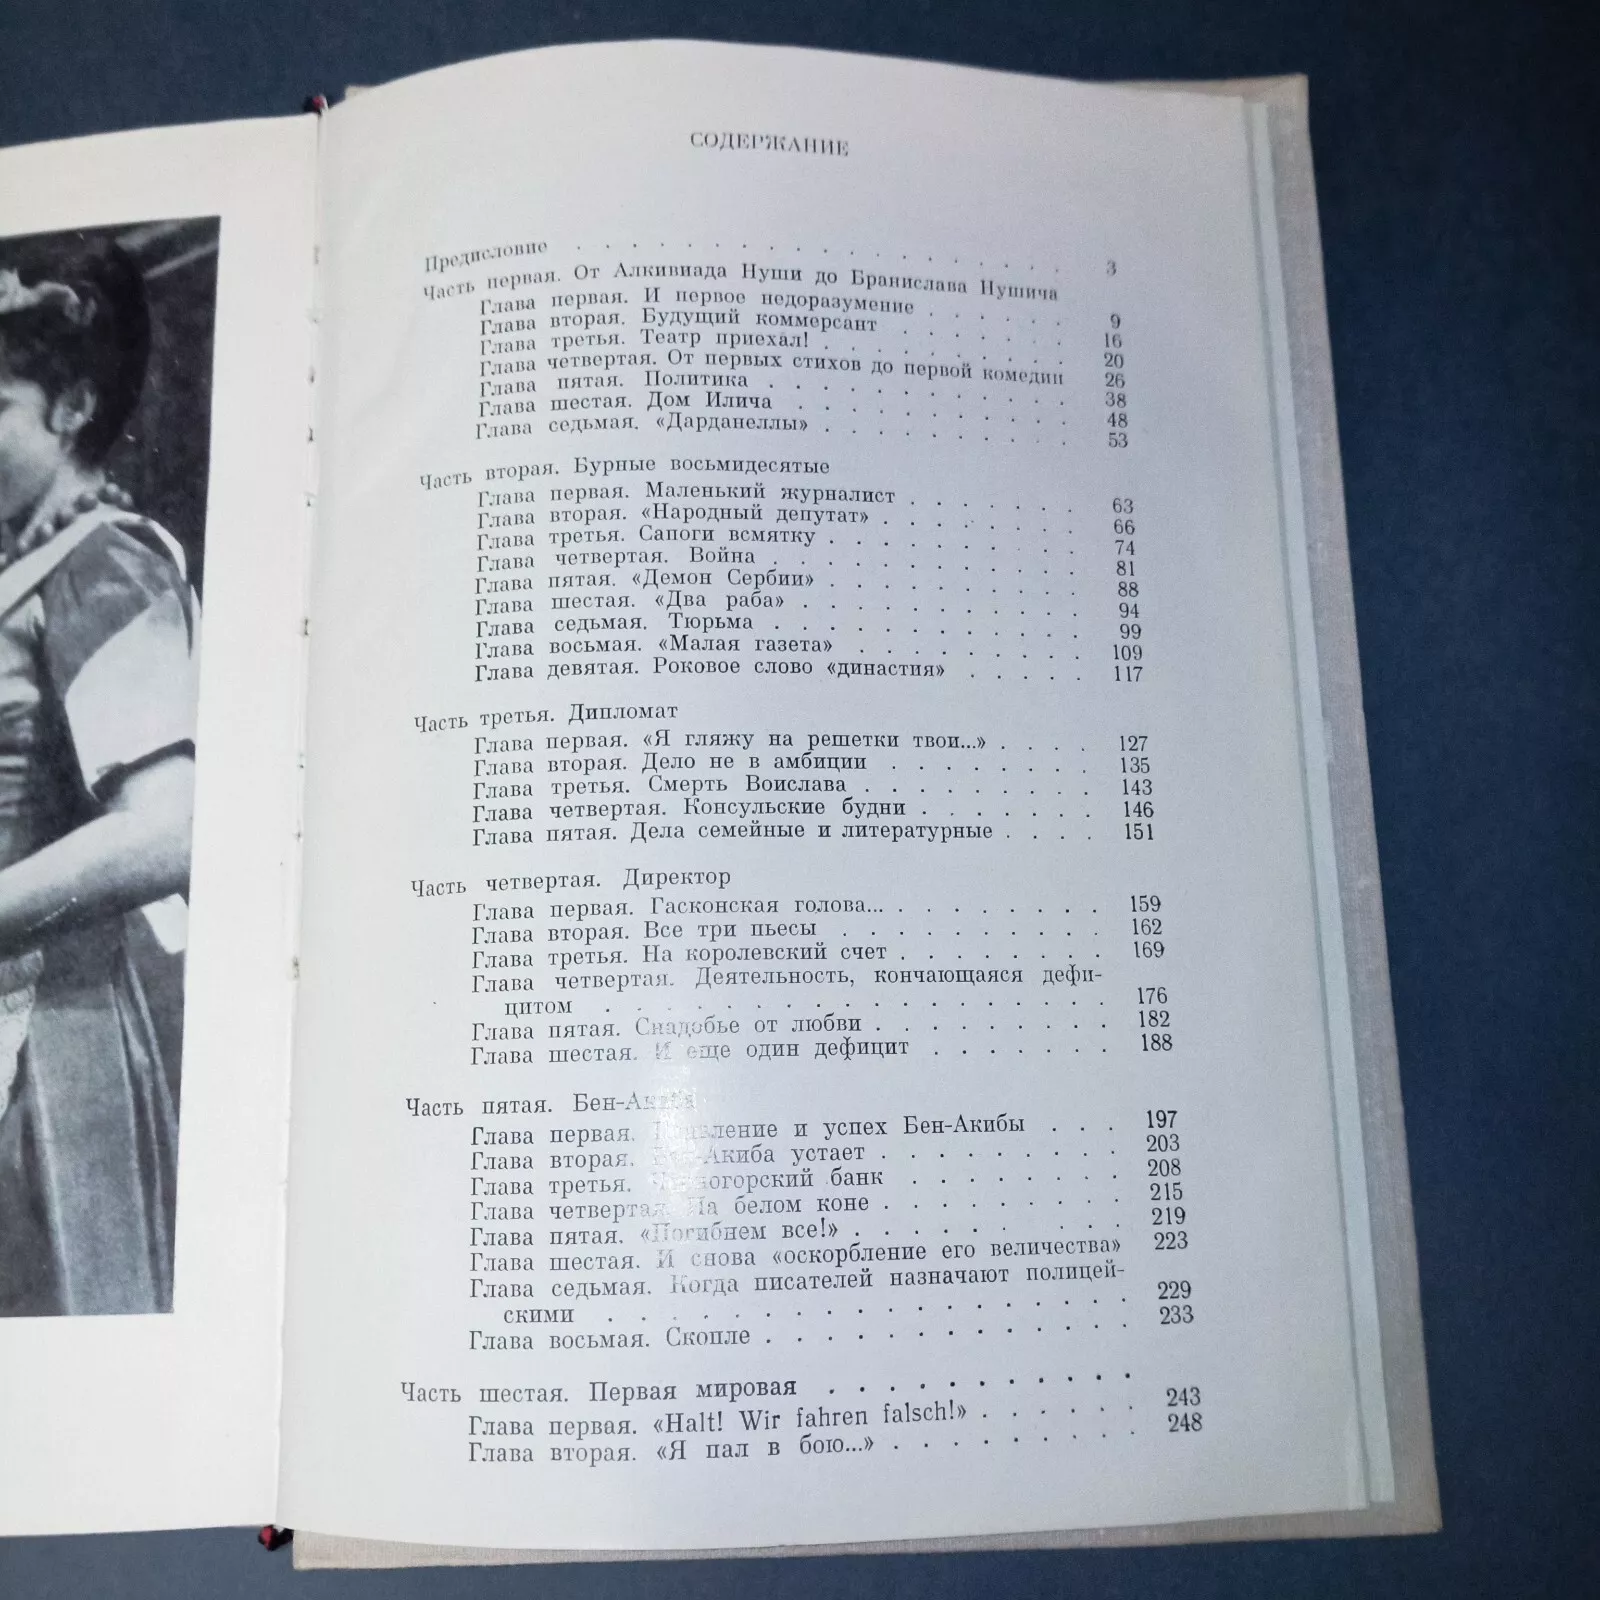 СОДЕРЖАНИЕ
Предисловие . . . . . . . . . . . . . . . . . . 3
Часть первая. От Алкивиада Нуши до Бранислава Нушича
Глава первая. И первое недоразумение . . . . . . 9
Глава вторая. Будущий коммерсант . . . . . . . 16
Глава третья. Театр приехал! . . . . . . . . . 20
Глава четвертая. От первых стихов до первой комедии 26
Глава пятая. Политика . . . . . . . . . . . 38
Глава шестая. Дом Илича . . . . . . . . . . 48
Глава седьмая. «Дарданеллы» . . . . . . . . . 53
Часть вторая. Бурные восьмидесятые
Глава первая. Маленький журналист . . . . . . . 63
Глава вторая. «Народный депутат» . . . . . . . . 66
Глава третья. Сапоги всмятку . . . . . . . . . . 74
Глава четвертая. Война . . . . . . . . . . . . 81
Глава пятая. «Демон Сербии» . . . . . . . . . . 88
Глава шестая. «Два раба» . . . . . . . . . . . 94
Глава седьмая. Тюрьма . . . . . . . . . . . . 99
Глава восьмая. «Малая газета» . . . . . . . . . 109
Глава девятая. Роковое слово «династия» . . . . . 117
Часть третья. Дипломат
Глава первая. «Я гляжу на решетки твои...» . . . . 127
Глава вторая. Дело не в амбиции . . . . . . . . 135
Глава третья. Смерть Воислава . . . . . . . . . 143
Глава четвертая. Консульские будни . . . . . . . 146
Глава пятая. Дела семейные и литературные . . . . 151
Часть четвертая. Директор
Глава первая. Гасконская голова... . . . . . . . . 159
Глава вторая. Все три пьесы . . . . . . . . . . 162
Глава третья. На королевский счет . . . . . . . . 169
Глава четвертая. Деятельность, кончающаяся дефи-
цитом . . . . . . . . . . . . . . . . . 176
Глава пятая. Снадобье от любви . . . . . . . . . 182
Глава шестая. И еще один дефицит . . . . . . . 188
Часть пятая. Бен-Акиба
Глава первая. и успех Бен-Акибы . . . 197
Глава вторая. Бен-Акиба устает . . . . . . . . . 203
Глава третья. банк . . . . . . . . 208
Глава четвертая. На белом коне . . . . . . . . . 215
Глава пятая. «Погибнем все!» . . . . . . . . . . 219
Глава шестая. И снова «оскорбление его величества» 223
Глава седьмая. Когда писателей назначают полицей-
скими . . . . . . . . . . . . . . . . . 229
Глава восьмая. Скопле . . . . . . . . . . . . . 233
Часть шестая. Первая мировая . . . . . . . . . . .
Глава первая. «Halt! Wir fahren falsch!» . . . . . . 243
Глава вторая. «Я пал в бою...» . . . . . . . . . 248